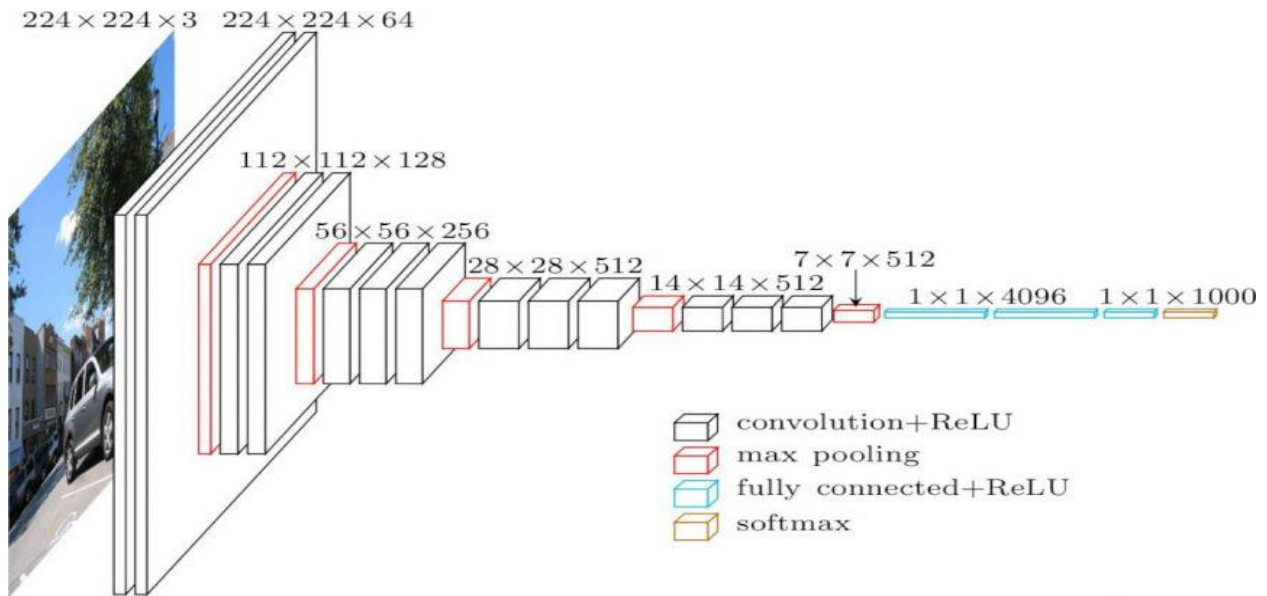 224 × 224 × 3
224 × 224 × 64
112 × 112 × 128
56 × 56 × 256
28 × 28 × 512
14 × 14 × 512
7 × 7 × 512
1 × 1 × 4096
1 × 1 × 1000
convolution+ReLU
max pooling
fully connected+ReLU
softmax